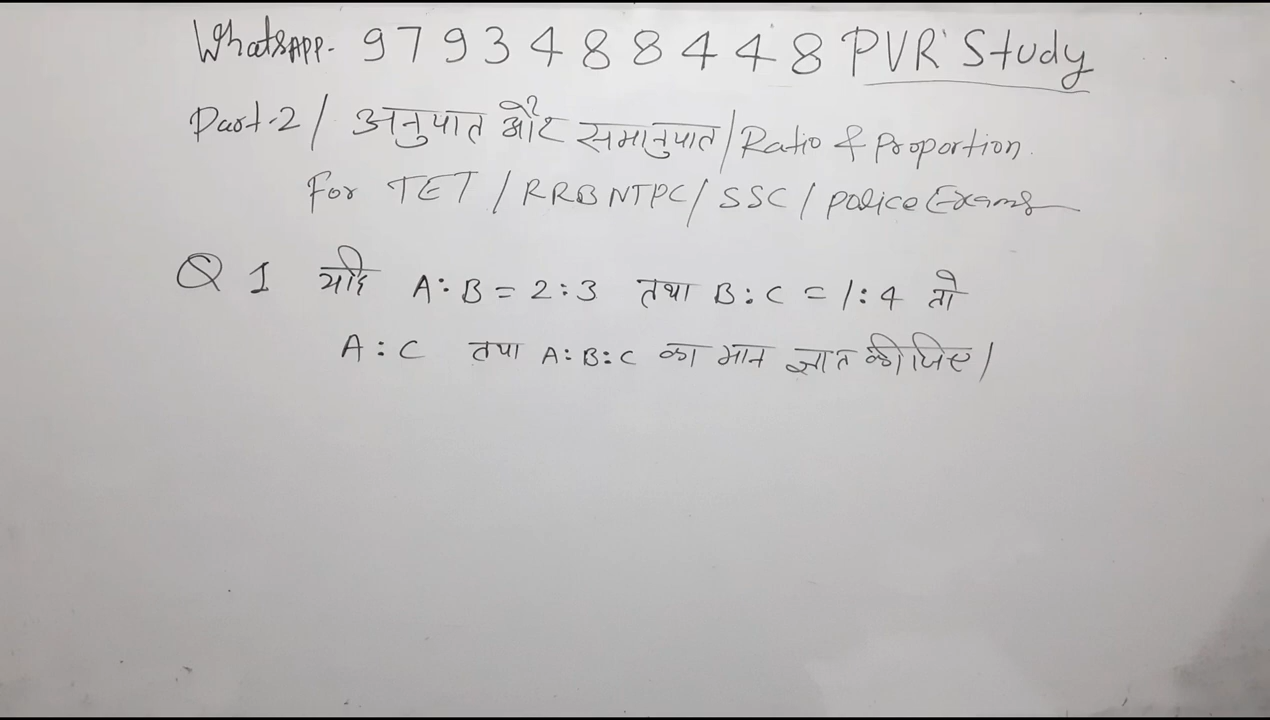 WhatsAPP. 9793488448 PVR Study
Part-2 / अनुपात और समानुपात / Ratio & Proportion.
For TET / RRB NTPC / SSC / police Exams
Q 1 यदि A:B = 2:3 तथा B:C = 1:4 तो
A:C तथा A:B:C का मान ज्ञात कीजिए।